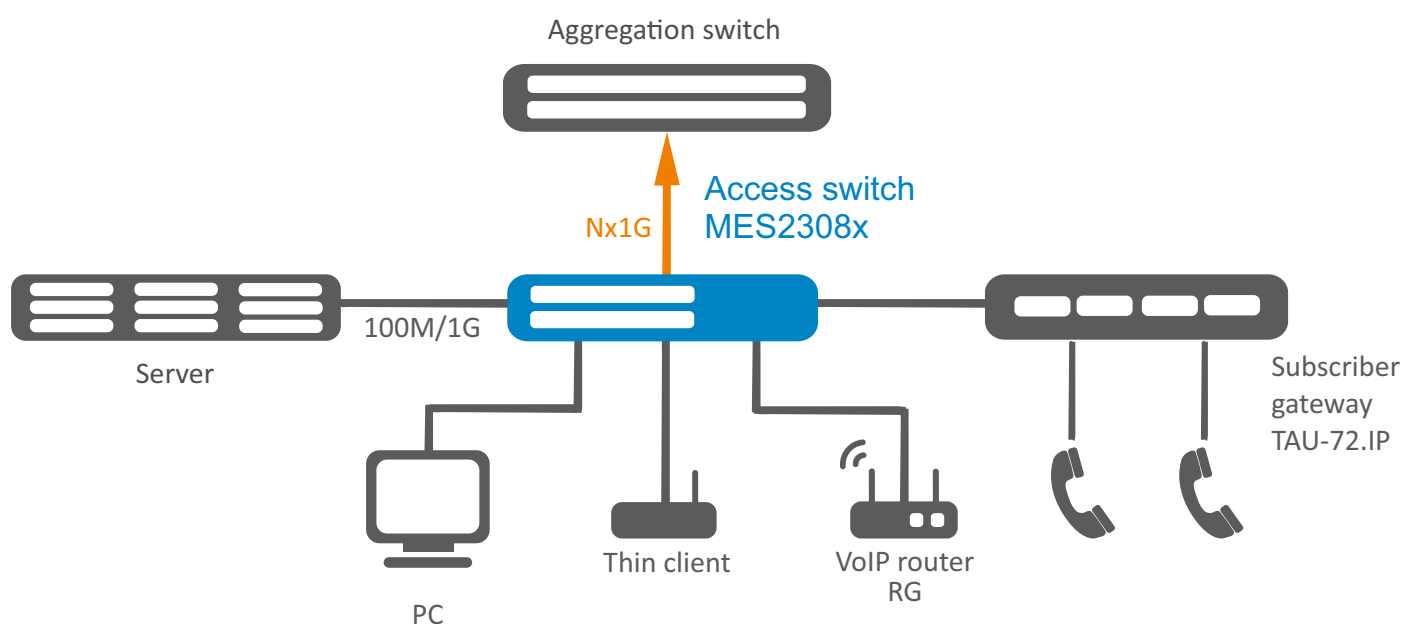 Aggregation switch
Access switch
MES2308x
Nx1G
100M/1G
Server
Subscriber
gateway
TAU-72.IP
Thin client
VoIP router
RG
PC